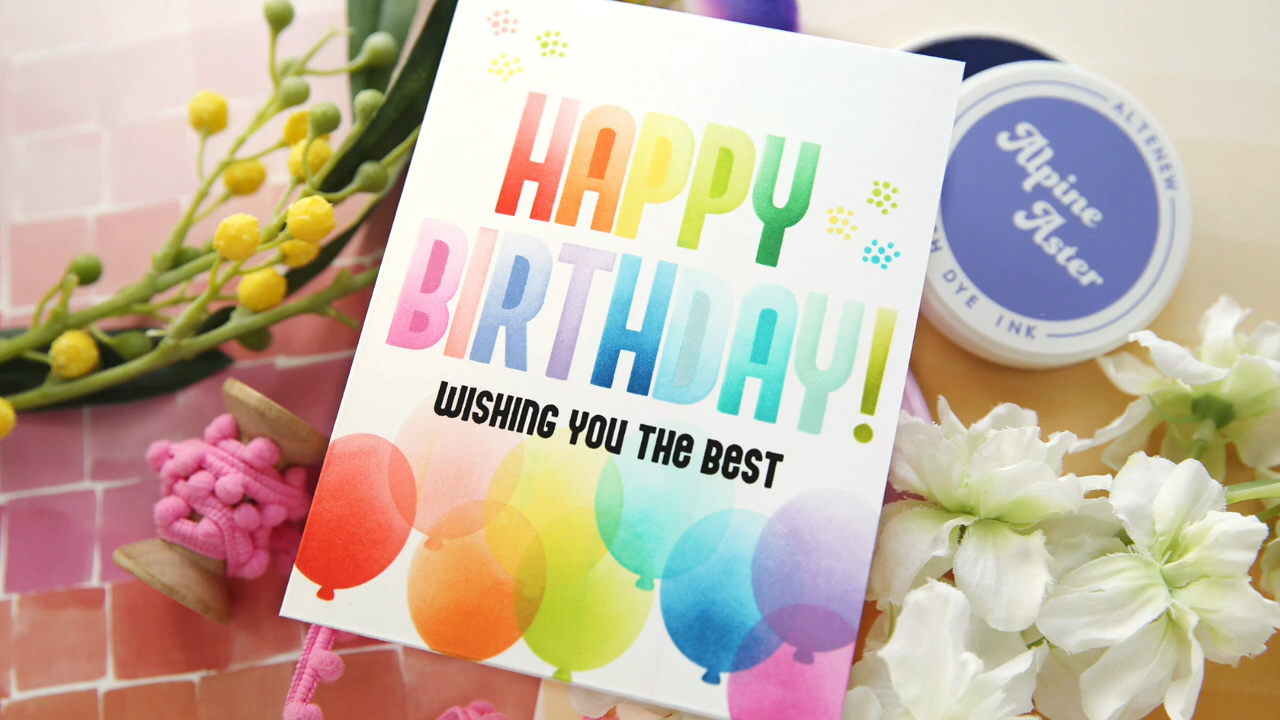 HAPPY
BIRTHDAY!
WISHING YOU THE BEST
ALTENEW
Alpine
Aster
DYE INK